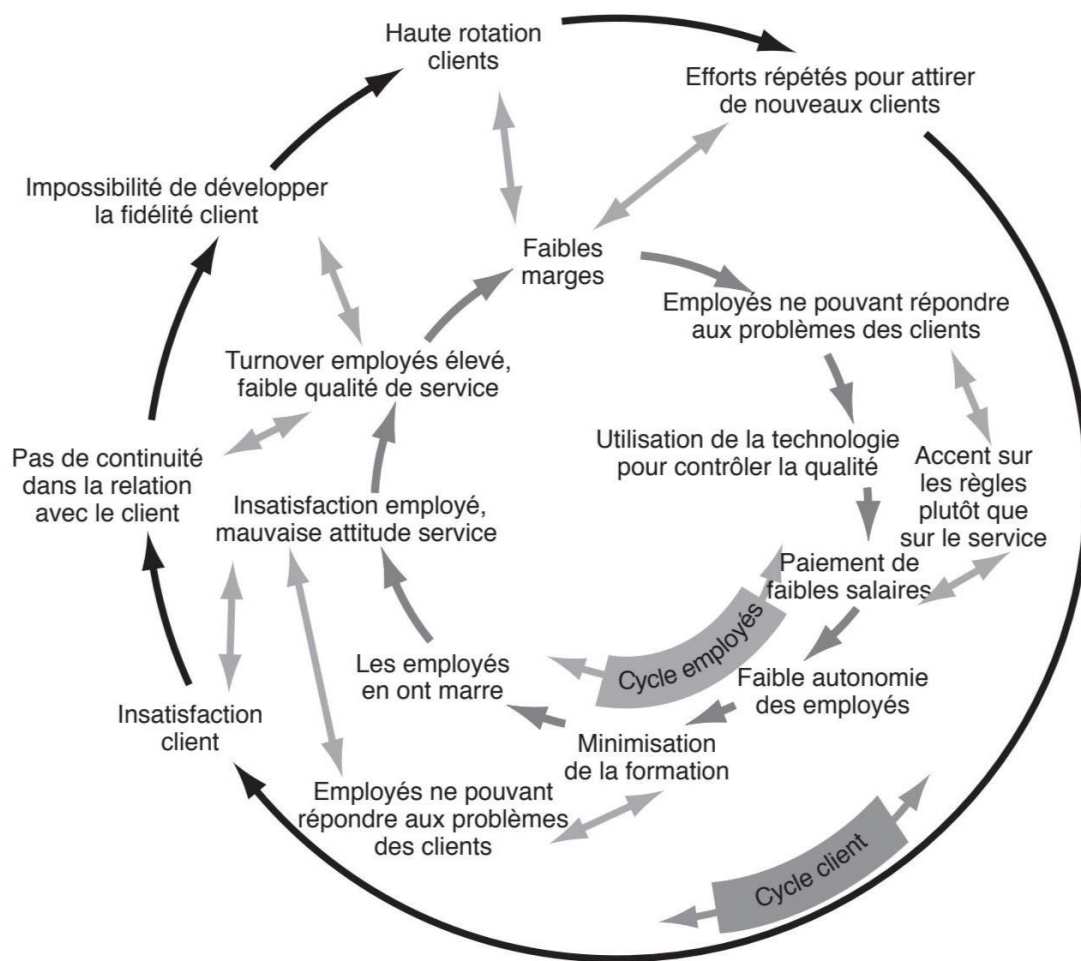 Haute rotation
clients
Efforts répétés pour attirer
de nouveaux clients
Impossibilité de développer
la fidélité client
Faibles
marges
Employés ne pouvant répondre
aux problèmes des clients
Turnover employés élevé,
faible qualité de service
Utilisation de la technologie
pour contrôler la qualité
Accent sur
les règles
plutôt que
sur le service
Pas de continuité
dans la relation
avec le client
Insatisfaction employé,
mauvaise attitude service
Paiement de
faibles salaires
Cycle employés
Les employés
en ont marre
Faible autonomie
des employés
Insatisfaction
client
Minimisation
de la formation
Employés ne pouvant
répondre aux problèmes
des clients
Cycle client